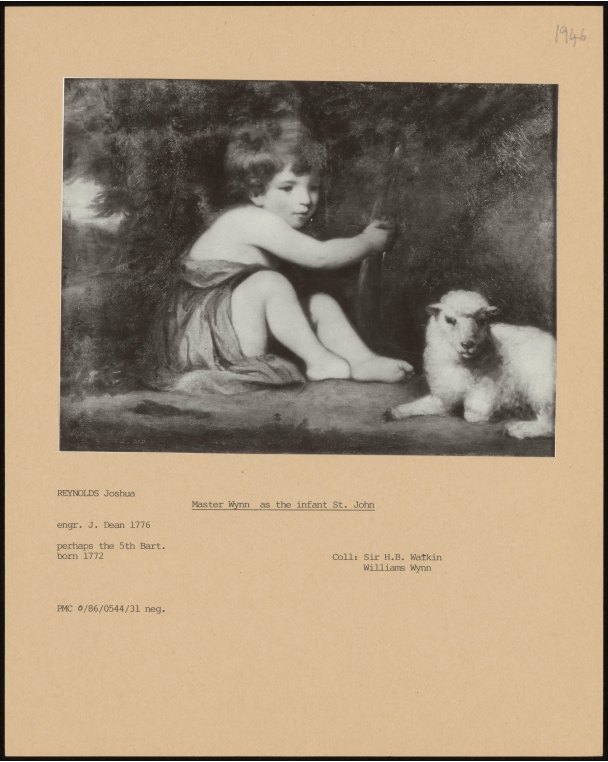 1946
REYNOLDS Joshua
Master Wynn as the infant St. John
engr. J. Dean 1776
perhaps the 5th Bart.
born 1772
Coll: Sir H.B. Watkin
Williams Wynn
PMC 0/86/0544/31 neg.